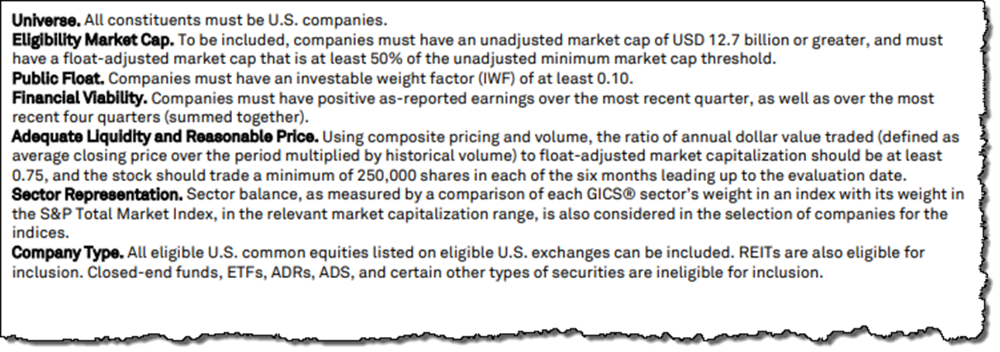 Universe. All constituents must be U.S. companies.
Eligibility Market Cap. To be included, companies must have an unadjusted market cap of USD 12.7 billion or greater, and must
have a float-adjusted market cap that is at least 50% of the unadjusted minimum market cap threshold.
Public Float. Companies must have an investable weight factor (IWF) of at least 0.10.
Financial Viability. Companies must have positive as-reported earnings over the most recent quarter, as well as over the most
recent four quarters (summed together).
Adequate Liquidity and Reasonable Price. Using composite pricing and volume, the ratio of annual dollar value traded (defined as
average closing price over the period multiplied by historical volume) to float-adjusted market capitalization should be at least
0.75, and the stock should trade a minimum of 250,000 shares in each of the six months leading up to the evaluation date.
Sector Representation. Sector balance, as measured by a comparison of each GICS® sector's weight in an index with its weight in
the S&P Total Market Index, in the relevant market capitalization range, is also considered in the selection of companies for the
indices.
Company Type. All eligible U.S. common equities listed on eligible U.S. exchanges can be included. REITs are also eligible for
inclusion. Closed-end funds, ETFs, ADRs, ADS, and certain other types of securities are ineligible for inclusion.